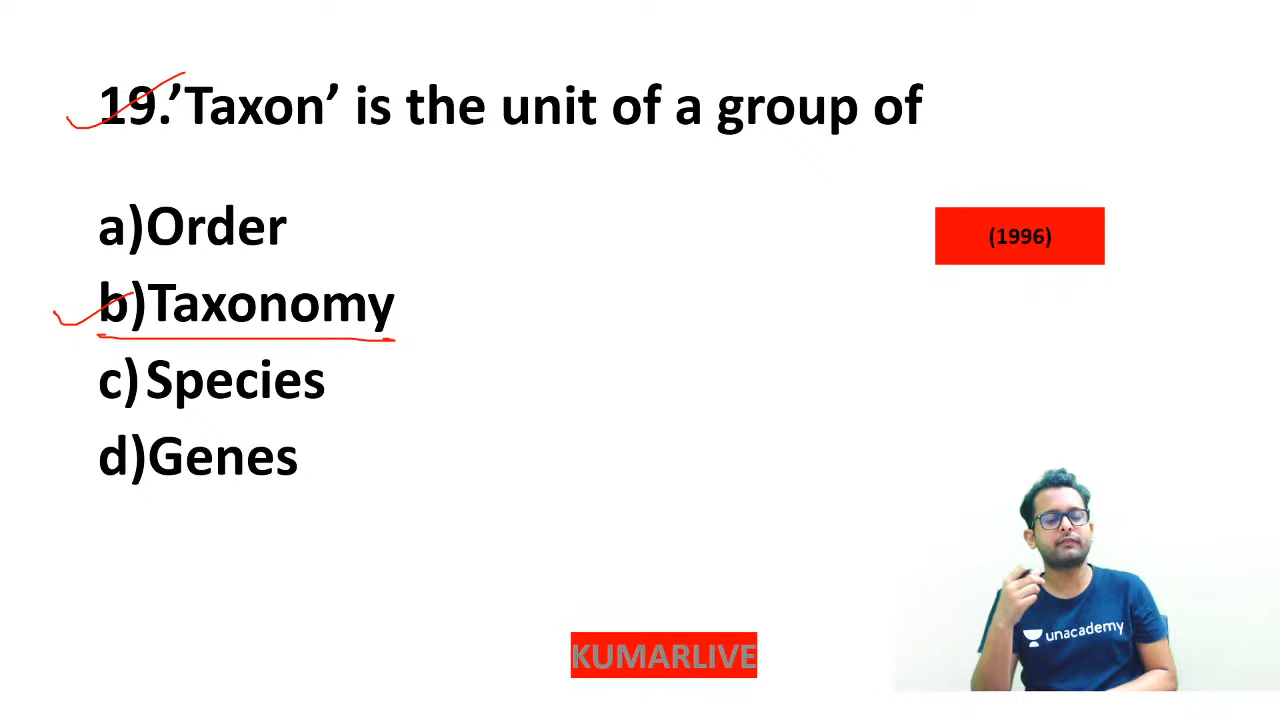 19.’Taxon’ is the unit of a group of
a)Order
(1996)
b)Taxonomy
c)Species
d)Genes
unacademy
KUMARLIVE